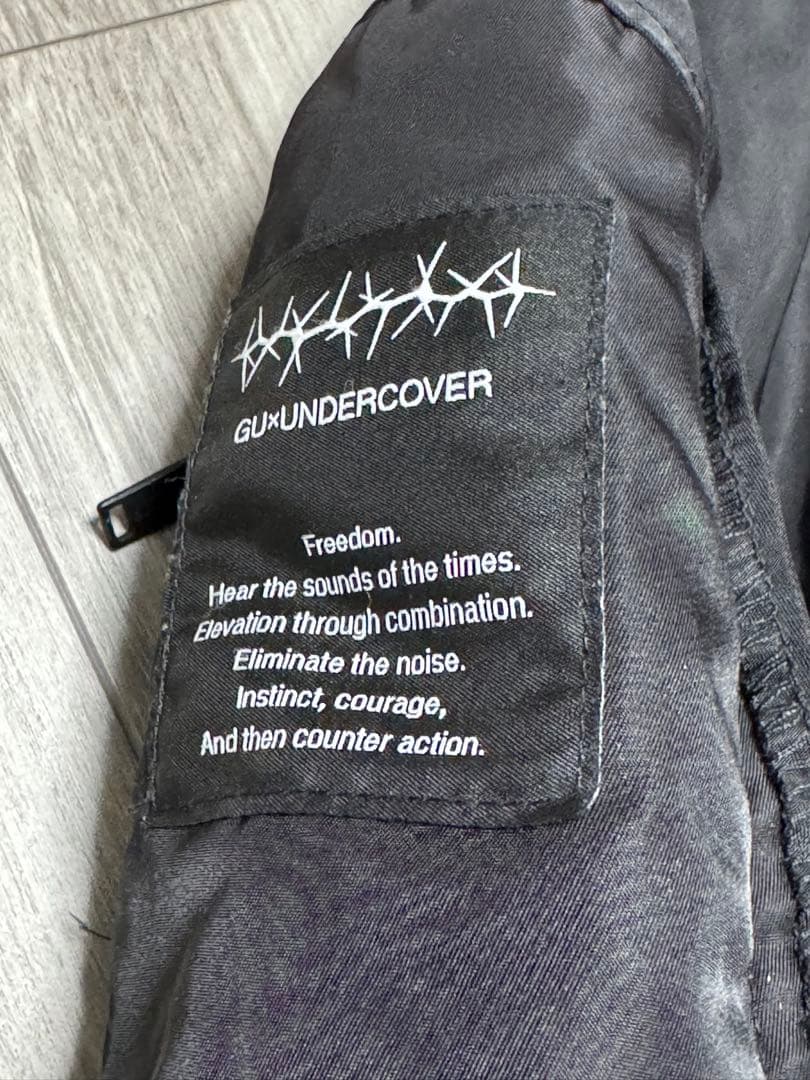 GU×UNDERCOVER
Freedom.
Hear the sounds of the times.
Elevation through combination.
Eliminate the noise.
Instinct, courage,
And then counter action.